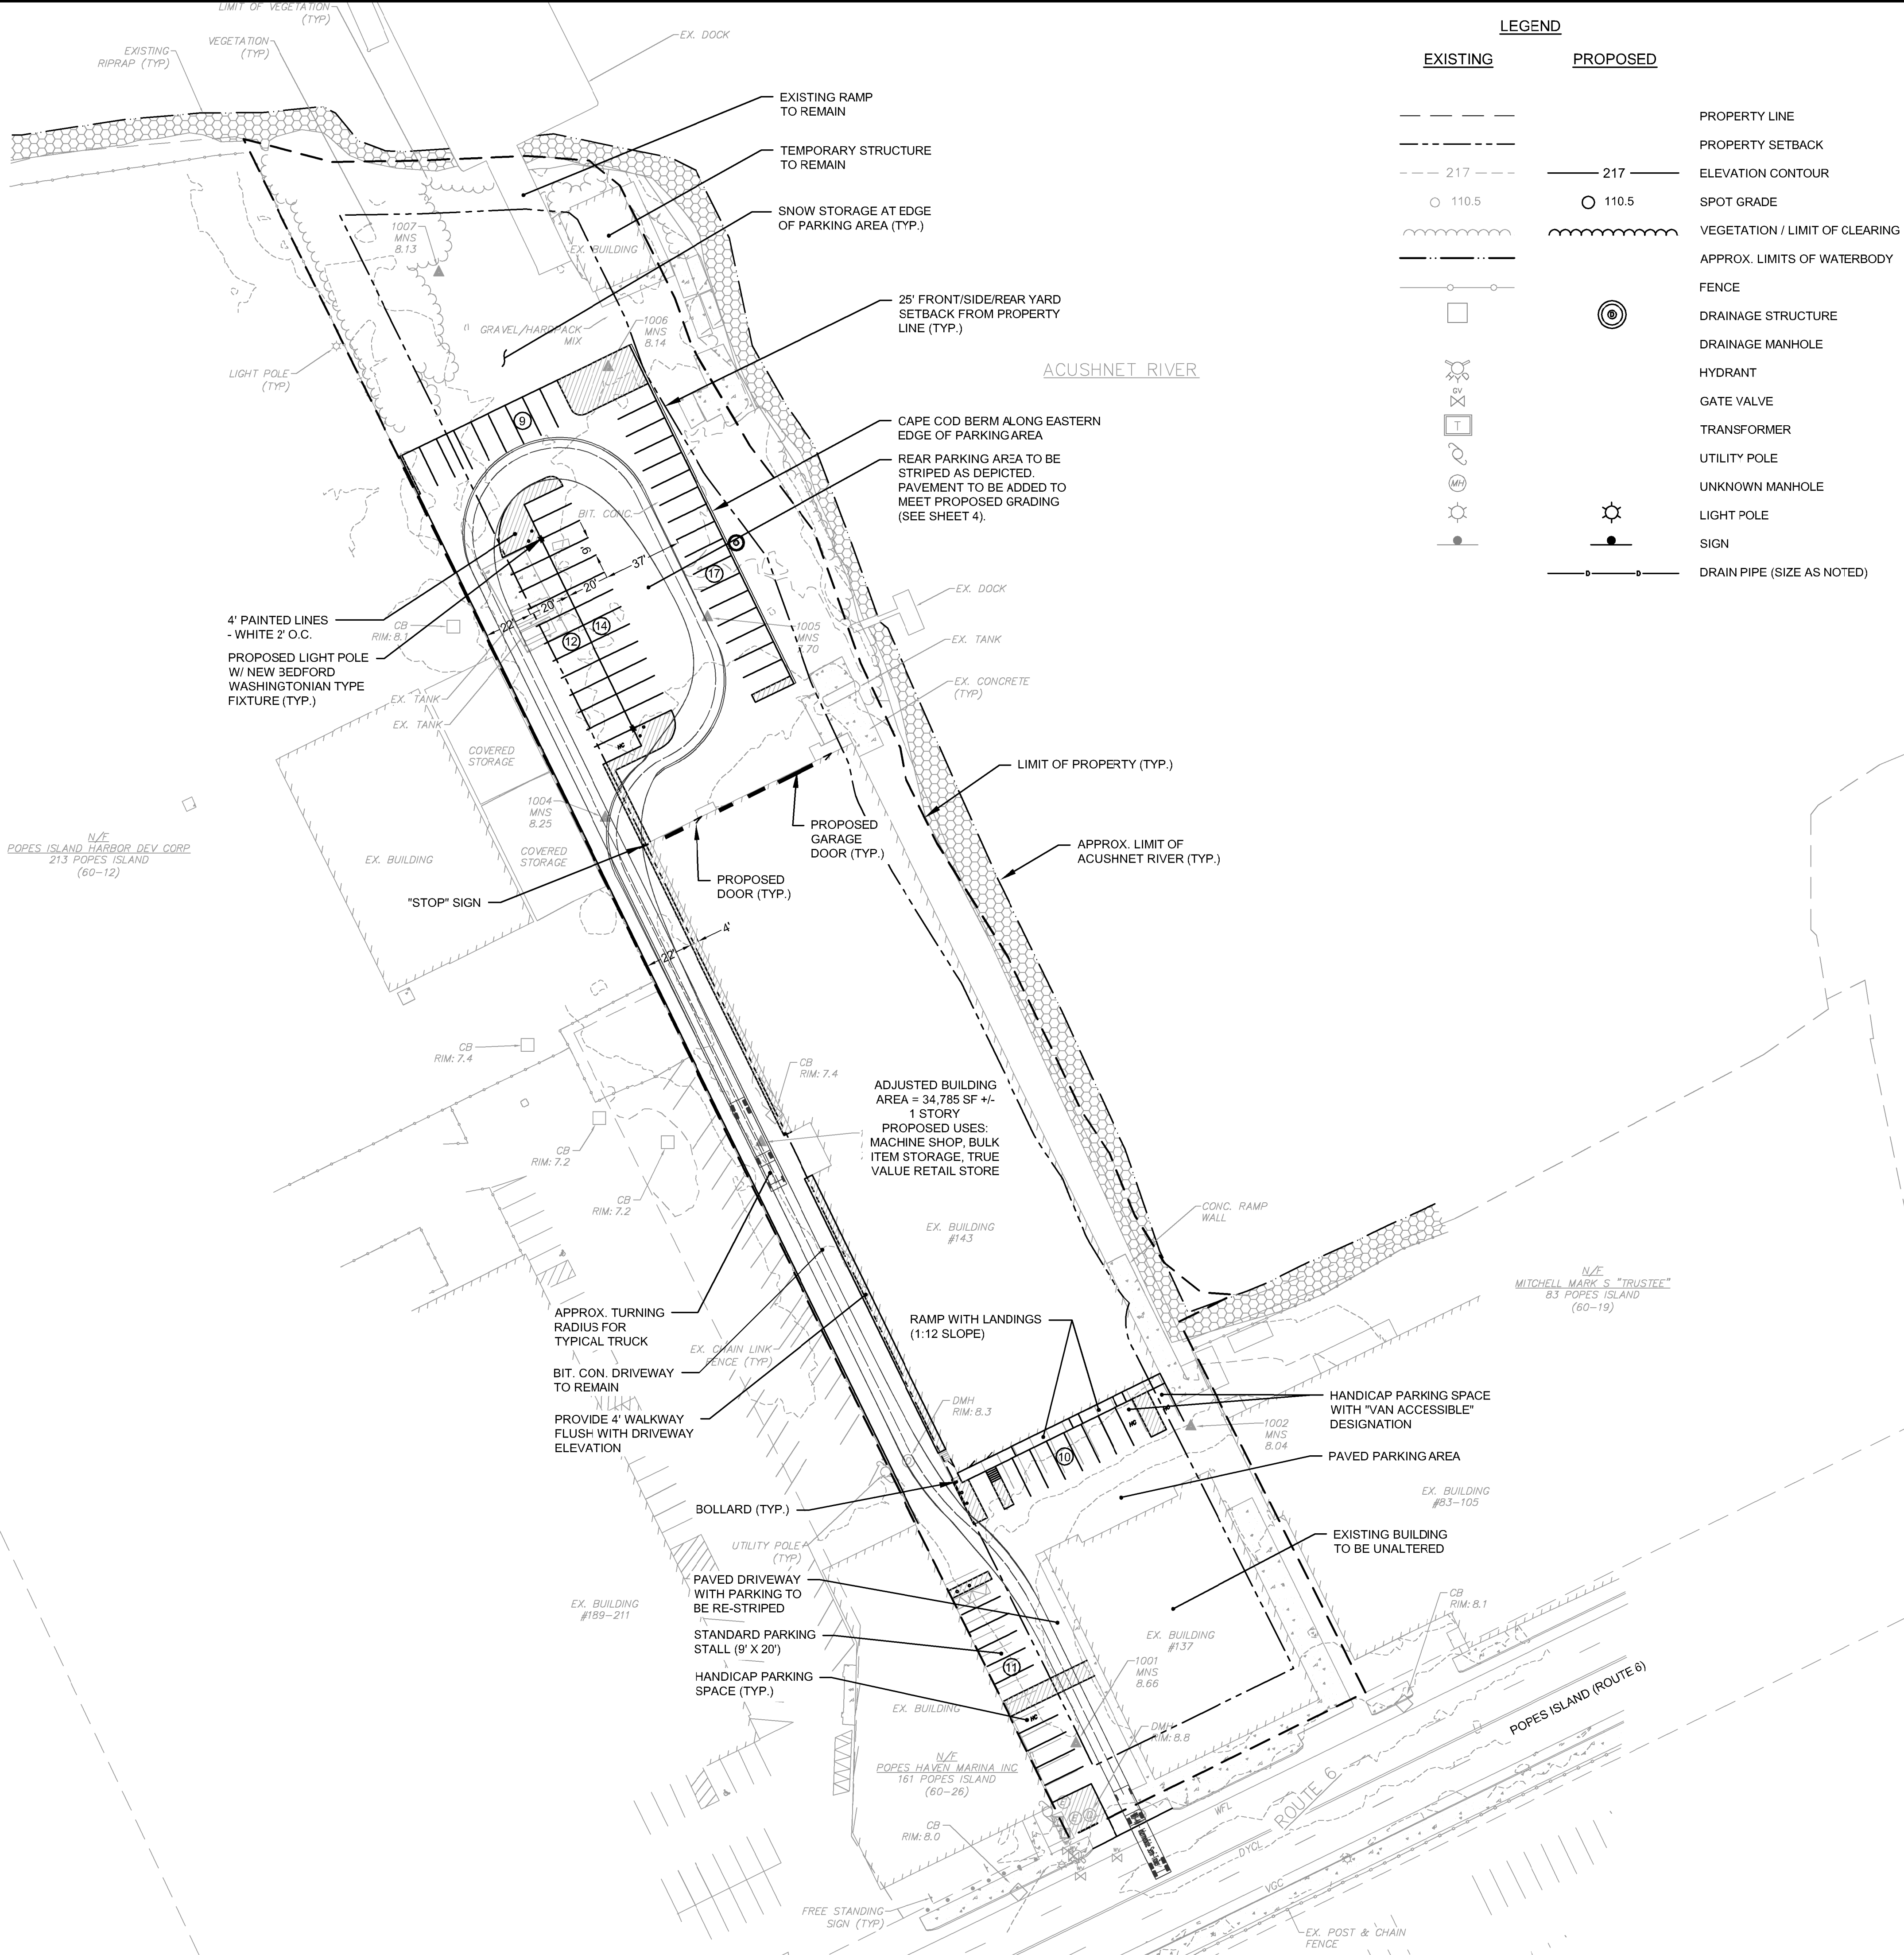 LIMIT OF VEGETATION
(TYP)
VEGETATION
(TYP)
EXISTING
RIPRAP (TYP)
EX. DOCK
EXISTING RAMP
TO REMAIN
TEMPORARY STRUCTURE
TO REMAIN
SNOW STORAGE AT EDGE
OF PARKING AREA (TYP.)
1007
MNS
8.13
EX. BUILDING
GRAVEL/HARDPACK
MIX
1006
MNS
8.14
25' FRONT/SIDE/REAR YARD
SETBACK FROM PROPERTY
LINE (TYP.)
ACUSHNET RIVER
LIGHT POLE
(TYP)
9
CAPE COD BERM ALONG EASTERN
EDGE OF PARKING AREA
REAR PARKING AREA TO BE
STRIPED AS DEPICTED.
PAVEMENT TO BE ADDED TO
MEET PROPOSED GRADING
(SEE SHEET 4).
BIT. CONC.
9'
37'
20'
20'
22'
17
14
12
D
4' PAINTED LINES
- WHITE 2' O.C.
CB
RIM: 8.1
PROPOSED LIGHT POLE
W/ NEW BEDFORD
WASHINGTONIAN TYPE
FIXTURE (TYP.)
EX. TANK
EX. TANK
1005
MNS
7.70
EX. DOCK
EX. TANK
EX. CONCRETE
(TYP)
HC
COVERED
STORAGE
1004
MNS
8.25
COVERED
STORAGE
EX. BUILDING
LIMIT OF PROPERTY (TYP.)
N/F
POPES ISLAND HARBOR DEV CORP
213 POPES ISLAND
(60-12)
PROPOSED
GARAGE
DOOR (TYP.)
APPROX. LIMIT OF
ACUSHNET RIVER (TYP.)
PROPOSED
DOOR (TYP.)
"STOP" SIGN
4'
22'
CB
RIM: 7.4
CB
RIM: 7.4
CB
RIM: 7.2
CB
RIM: 7.2
ADJUSTED BUILDING
AREA = 34,785 SF +/-
1 STORY
PROPOSED USES:
MACHINE SHOP, BULK
ITEM STORAGE, TRUE
VALUE RETAIL STORE
EX. BUILDING
#143
CONC. RAMP
WALL
N/F
MITCHELL MARK S "TRUSTEE"
83 POPES ISLAND
(60-19)
APPROX. TURNING
RADIUS FOR
TYPICAL TRUCK
EX. CHAIN LINK
FENCE (TYP)
BIT. CON. DRIVEWAY
TO REMAIN
PROVIDE 4' WALKWAY
FLUSH WITH DRIVEWAY
ELEVATION
RAMP WITH LANDINGS
(1:12 SLOPE)
DMH
RIM: 8.3
HC
HC
10
HANDICAP PARKING SPACE
WITH "VAN ACCESSIBLE"
DESIGNATION
1002
MNS
8.04
PAVED PARKING AREA
BOLLARD (TYP.)
EX. BUILDING
#83-105
UTILITY POLE
(TYP)
EXISTING BUILDING
TO BE UNALTERED
PAVED DRIVEWAY
WITH PARKING TO
BE RE-STRIPED
EX. BUILDING
#189-211
STANDARD PARKING
STALL (9' X 20')
11
EX. BUILDING
#137
CB
RIM: 8.1
HANDICAP PARKING
SPACE (TYP.)
HC
1001
MNS
8.66
EX. BUILDING
DMH
RIM: 8.8
N/F
POPES HAVEN MARINA INC
161 POPES ISLAND
(60-26)
CB
RIM: 8.0
POPES ISLAND (ROUTE 6)
ROUTE 6
WFL
DYCL
VGC
FREE STANDING
SIGN (TYP)
EX. POST & CHAIN
FENCE
LEGEND
EXISTING PROPOSED
PROPERTY LINE
PROPERTY SETBACK
217 217 ELEVATION CONTOUR
110.5 110.5 SPOT GRADE
VEGETATION / LIMIT OF CLEARING
APPROX. LIMITS OF WATERBODY
FENCE
D DRAINAGE STRUCTURE
DRAINAGE MANHOLE
HYDRANT
GV GATE VALVE
T TRANSFORMER
UTILITY POLE
MH UNKNOWN MANHOLE
LIGHT POLE
SIGN
D D DRAIN PIPE (SIZE AS NOTED)